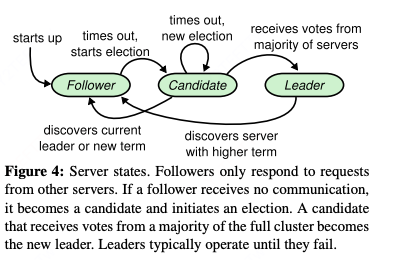 starts up
times out,
starts election
times out,
new election
receives votes from
majority of servers
Follower
Candidate
Leader
discovers current
leader or new term
discovers server
with higher term
Figure 4: Server states. Followers only respond to requests
from other servers. If a follower receives no communication,
it becomes a candidate and initiates an election. A candidate
that receives votes from a majority of the full cluster becomes
the new leader. Leaders typically operate until they fail.